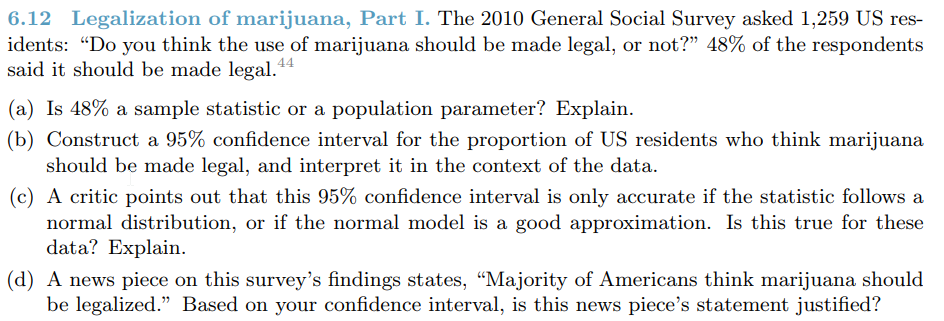 6.12 Legalization of marijuana, Part I. The 2010 General Social Survey asked 1,259 US res-
idents: “Do you think the use of marijuana should be made legal, or not?” 48% of the respondents
said it should be made legal.44
(a) Is 48% a sample statistic or a population parameter? Explain.
(b) Construct a 95% confidence interval for the proportion of US residents who think marijuana
should be made legal, and interpret it in the context of the data.
(c) A critic points out that this 95% confidence interval is only accurate if the statistic follows a
normal distribution, or if the normal model is a good approximation. Is this true for these
data? Explain.
(d) A news piece on this survey’s findings states, “Majority of Americans think marijuana should
be legalized.” Based on your confidence interval, is this news piece’s statement justified?